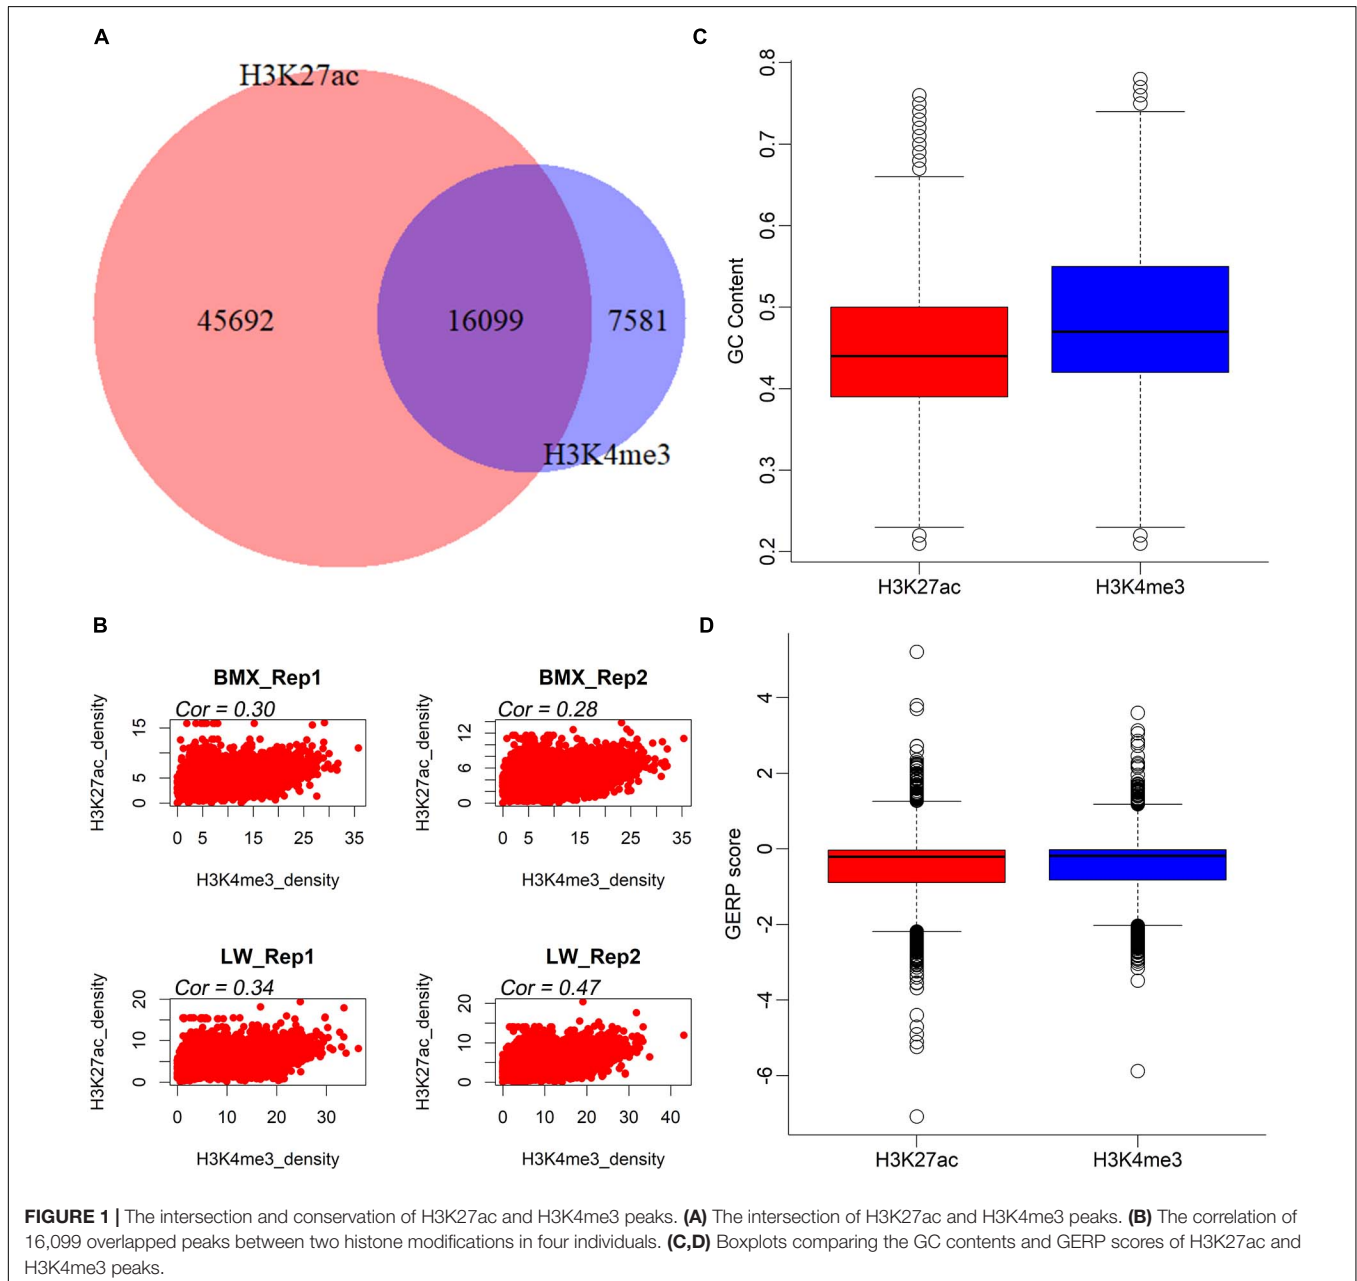 A
H3K27ac
45692
16099
7581
H3K4me3
B
BMX_Rep1
Cor = 0.30
H3K27ac_density
15
5
0
0 5 15 25 35
H3K4me3_density
BMX_Rep2
Cor = 0.28
H3K27ac_density
12
6
0
0 5 15 25 35
H3K4me3_density
LW_Rep1
Cor = 0.34
H3K27ac_density
20
10
0
0 10 20 30
H3K4me3_density
LW_Rep2
Cor = 0.47
H3K27ac_density
20
10
0
0 10 20 30 40
H3K4me3_density
C
GC Content
0.8
0.7
0.6
0.5
0.4
0.3
0.2
H3K27ac H3K4me3
D
GERP score
4
2
0
-2
-4
-6
H3K27ac H3K4me3
FIGURE 1 | The intersection and conservation of H3K27ac and H3K4me3 peaks. (A) The intersection of H3K27ac and H3K4me3 peaks. (B) The correlation of
16,099 overlapped peaks between two histone modifications in four individuals. (C,D) Boxplots comparing the GC contents and GERP scores of H3K27ac and
H3K4me3 peaks.